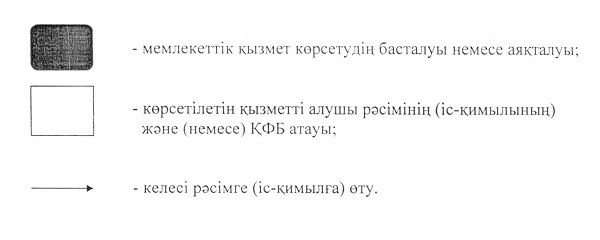 - мемлекеттік қызмет көрсетудің басталуы немесе аяқталуы;
- көрсетілетін қызметті алушы рәсімінің (іс-қимылының)
және (немесе) ҚФБ атауы;
- келесі рәсімге (іс-қимылға) өту.